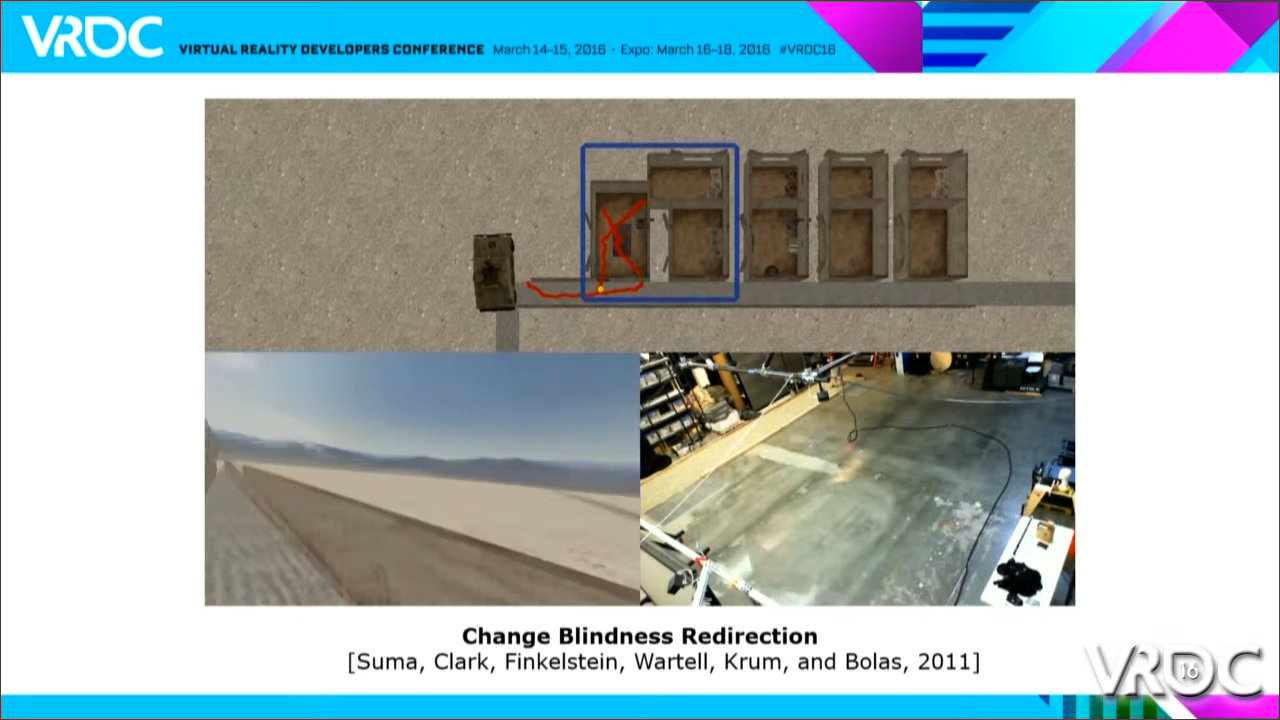 VRDC
VIRTUAL REALITY DEVELOPERS CONFERENCE March 14-15, 2016 · Expo: March 16-18, 2016 #VRDC16
Change Blindness Redirection
[Suma, Clark, Finkelstein, Wartell, Krum, and Bolas, 2011]
VRDC 16